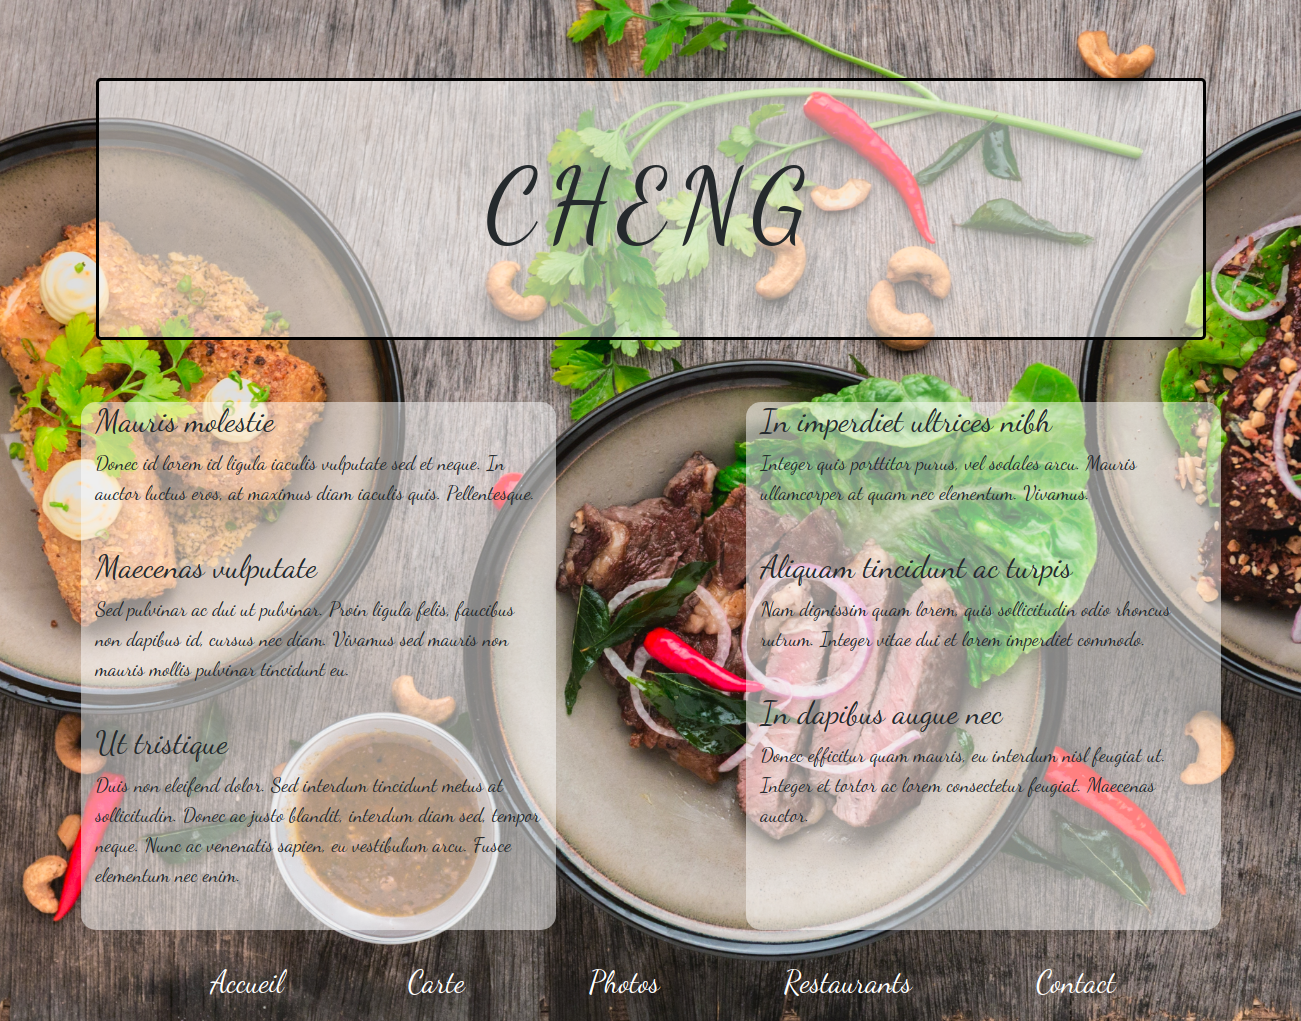 CHENG
Mauris molestie
Donec id lorem id ligula iaculis vulputate sed et neque. In
auctor luctus eros, at maximus diam iaculis quis. Pellentesque.
Maecenas vulputate
Sed pulvinar ac dui ut pulvinar. Proin ligula felis, faucibus
non dapibus id, cursus nec diam. Vivamus sed mauris non
mauris mollis pulvinar tincidunt eu.
Ut tristique
Duis non eleifend dolor. Sed interdum tincidunt metus at
sollicitudin. Donec ac justo blandit, interdum diam sed, tempor
neque. Nunc ac venenatis sapien, eu vestibulum arcu. Fusce
elementum nec enim.
In imperdiet ultrices nibh
Integer quis porttitor purus, vel sodales arcu. Mauris
ullamcorper at quam nec elementum. Vivamus.
Aliquam tincidunt ac turpis
Nam dignissim quam lorem, quis sollicitudin odio rhoncus
rutrum. Integer vitae dui et lorem imperdiet commodo.
In dapibus augue nec
Donec efficitur quam mauris, eu interdum nisl feugiat ut.
Integer et tortor ac lorem consectetur feugiat. Maecenas
auctor.
Accueil Carte Photos Restaurants Contact